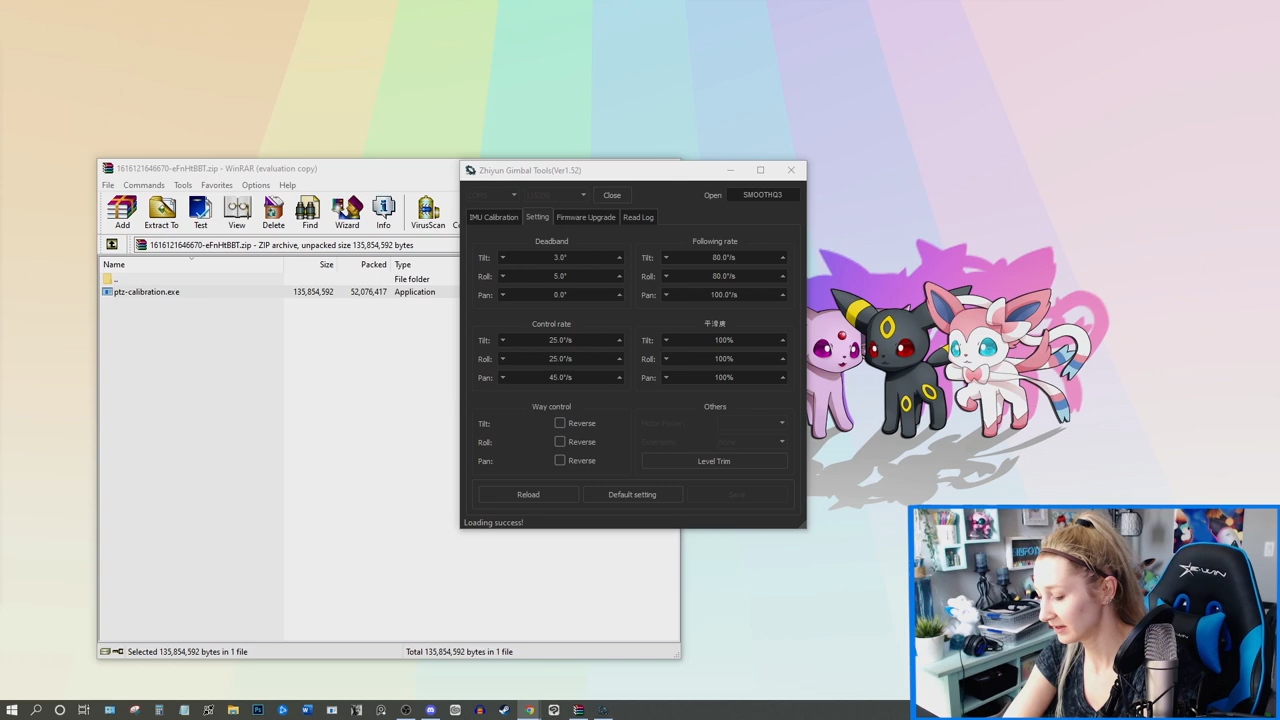 1616121646670-eFnHtBBT.zip - WinRAR (evaluation copy)
File Commands Tools Favorites Options Help
Add Extract To Test View Delete Find Wizard Info VirusScan
1616121646670-eFnHtBBT.zip - ZIP archive, unpacked size 135,854,592 bytes
Name Size Packed Type
.. File folder
ptz-calibration.exe 135,854,592 52,076,417 Application
Selected 135,854,592 bytes in 1 file Total 135,854,592 bytes in 1 file
Zhiyun Gimbal Tools(Ver1.52)
Close Open SMOOTHQ3
IMU Calibration Setting Firmware Upgrade Read Log
Deadband
Tilt: 3.0°
Roll: 5.0°
Pan: 0.0°
Following rate
Tilt: 80.0°/s
Roll: 80.0°/s
Pan: 100.0°/s
Control rate
Tilt: 25.0°/s
Roll: 25.0°/s
Pan: 45.0°/s
平滑度
Tilt: 100%
Roll: 100%
Pan: 100%
Way control
Tilt: Reverse
Roll: Reverse
Pan: Reverse
Others
Level Trim
Reload Default setting Save
Loading success!
E-WIN